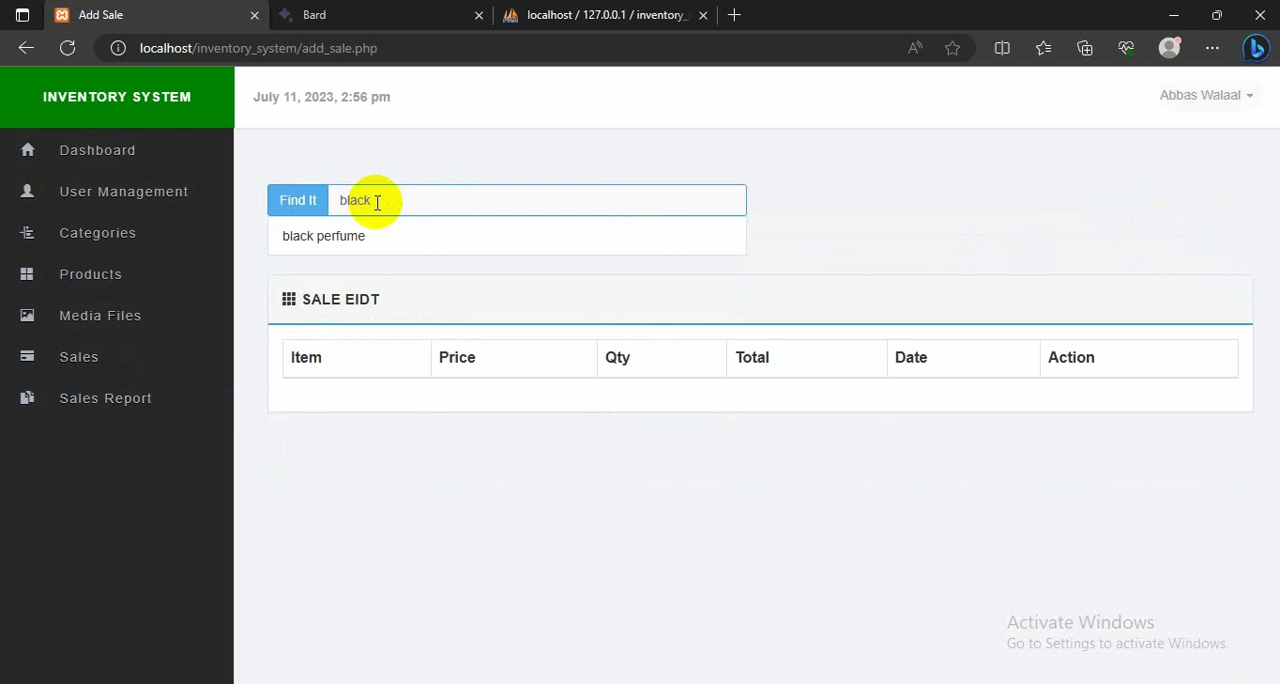 Add Sale
Bard
localhost / 127.0.0.1 / inventory_
localhost/inventory_system/add_sale.php
INVENTORY SYSTEM
July 11, 2023, 2:56 pm
Abbas Walaal
Dashboard
User Management
Categories
Products
Media Files
Sales
Sales Report
Find It black
black perfume
SALE EIDT
Item Price Qty Total Date Action
Activate Windows
Go to Settings to activate Windows.